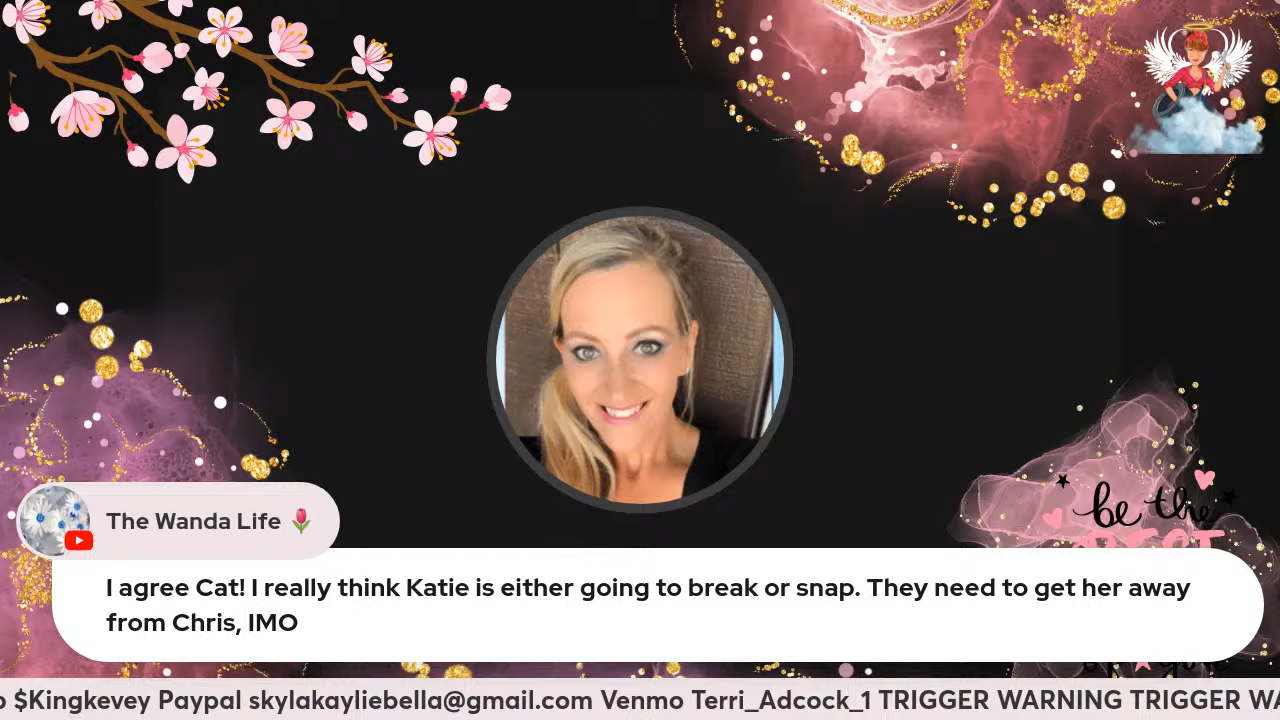 The Wanda Life
be the
I agree Cat! I really think Katie is either going to break or snap. They need to get her away
from Chris, IMO
$Kingkevey Paypal skylakayliebella@gmail.com Venmo Terri_Adcock_1 TRIGGER WARNING TRIGGER